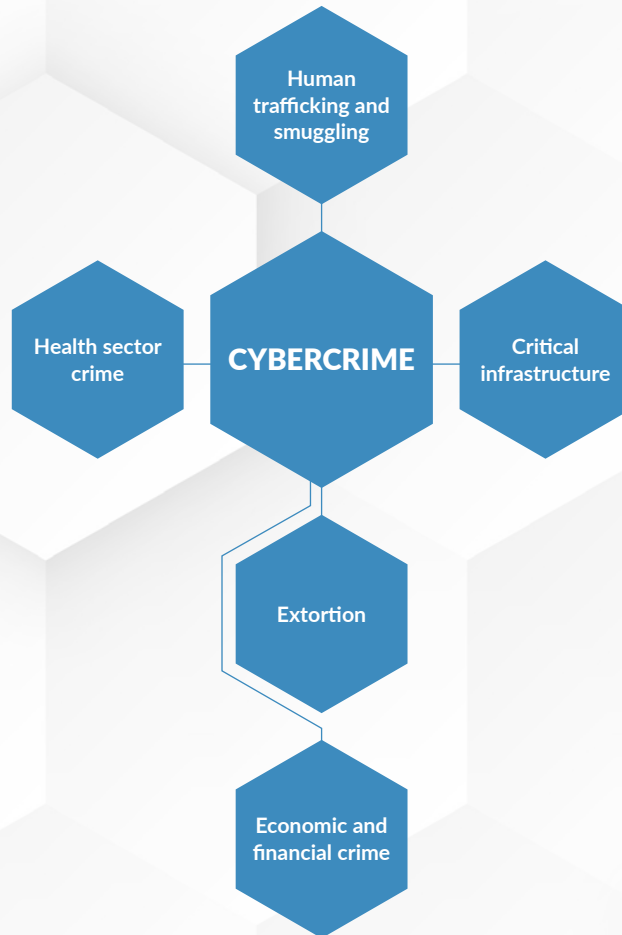 Human
trafficking and
smuggling
Health sector
crime
CYBERCRIME
Critical
infrastructure
Extortion
Economic and
financial crime